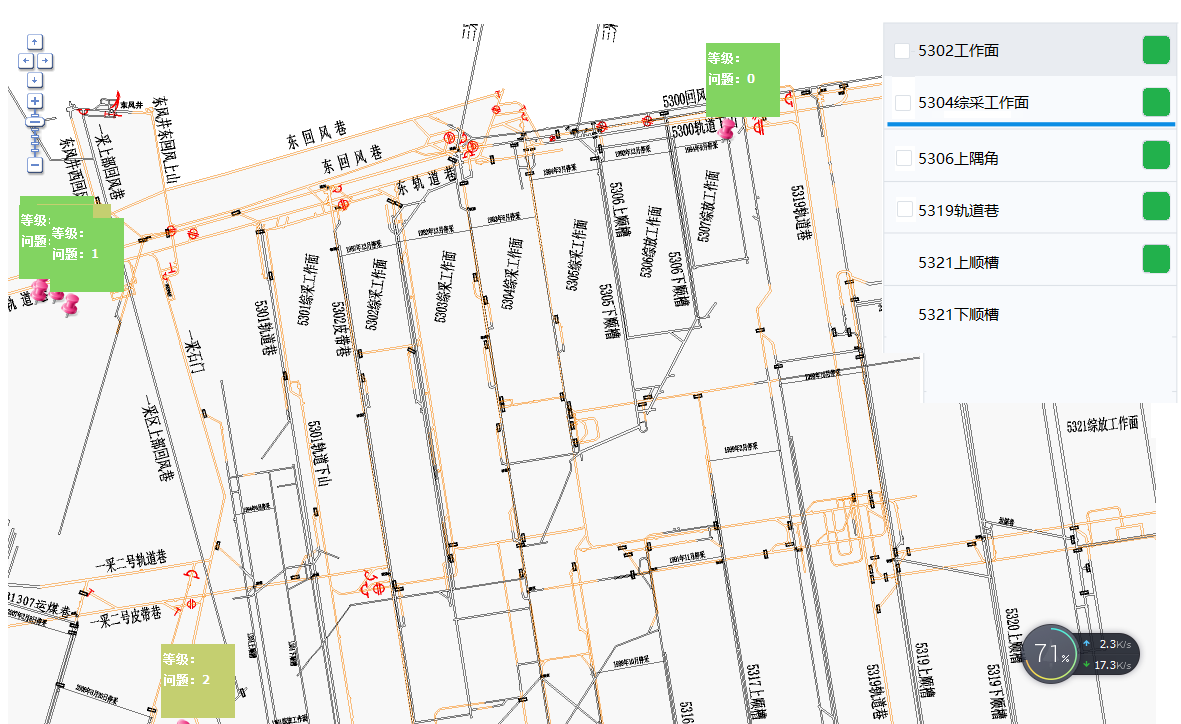 等级:
问题: 0
5302工作面
5304综采工作面
5306上隅角
5319轨道巷
5321上顺槽
5321下顺槽
东风井
东风井东回风上山
一采上部回风巷
东回风巷
东回风巷
东轨道巷
5300回风
5300轨道下山
等级:
问题:
等级:
问题: 1
轨道
一采石门
一采区上部回风巷
5301轨道巷
5301综采工作面
5302皮带巷
5302综采工作面
5303综采工作面
5304综采工作面
5305综采工作面
5305下顺槽
5306上顺槽
5306综放工作面
5306下顺槽
5307综放工作面
5319轨道巷
5301轨道下山
5321综放工作面
一采二号轨道巷
一采二号皮带巷
31307运煤巷
等级:
问题: 2
5316
5317上顺槽
5319轨道巷
5319上顺槽
5319下顺槽
5320上顺槽
71%
2.3K/s
17.3K/s